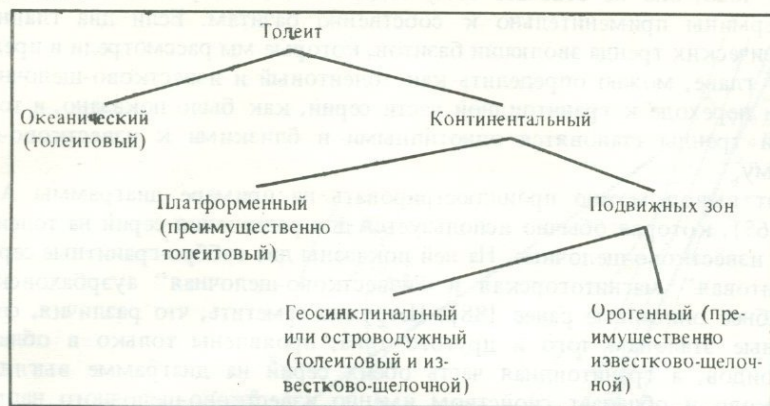 Толеит
Океанический
(толеитовый)
Континентальный
Платформенный
(преимущественно
толеитовый)
Подвижных зон
Геосинклинальный
или островодужный
(толеитовый и из-
вестково-щелочной)
Орогенный (пре-
имущественно
известково-щелоч-
ной)